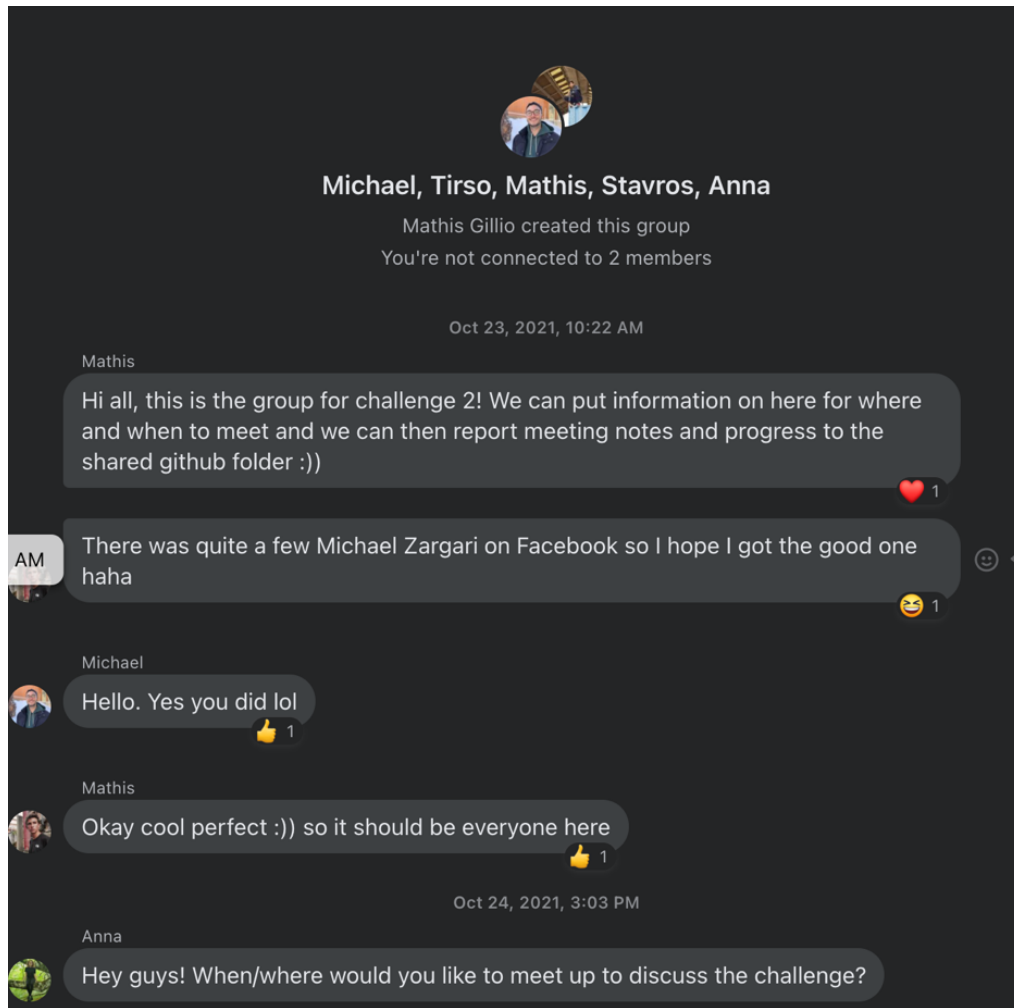 Michael, Tirso, Mathis, Stavros, Anna
Mathis Gillio created this group
You're not connected to 2 members
Oct 23, 2021, 10:22 AM
Mathis
Hi all, this is the group for challenge 2! We can put information on here for where
and when to meet and we can then report meeting notes and progress to the
shared github folder :))
❤️ 1
AM
There was quite a few Michael Zargari on Facebook so I hope I got the good one
haha
😆 1
Michael
Hello. Yes you did lol
👍 1
Mathis
Okay cool perfect :)) so it should be everyone here
👍 1
Oct 24, 2021, 3:03 PM
Anna
Hey guys! When/where would you like to meet up to discuss the challenge?